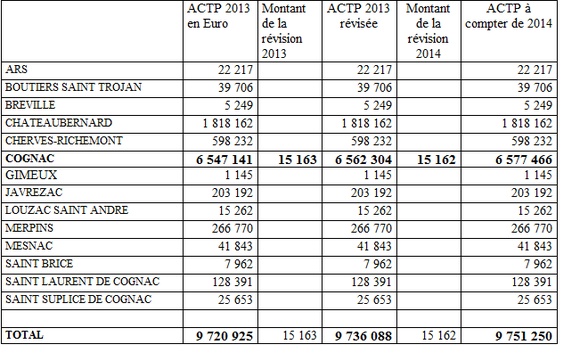 ACTP 2013 en Euro | Montant de la révision 2013 | ACTP 2013 révisée | Montant de la révision 2014 | ACTP à compter de 2014
ARS 22 217 22 217 22 217
BOUTIERS SAINT TROJAN 39 706 39 706 39 706
BREVILLE 5 249 5 249 5 249
CHATEAUBERNARD 1 818 162 1 818 162 1 818 162
CHERVES-RICHEMONT 598 232 598 232 598 232
COGNAC 6 547 141 15 163 6 562 304 15 162 6 577 466
GIMEUX 1 145 1 145 1 145
JAVREZAC 203 192 203 192 203 192
LOUZAC SAINT ANDRE 15 262 15 262 15 262
MERPINS 266 770 266 770 266 770
MESNAC 41 843 41 843 41 843
SAINT BRICE 7 962 7 962 7 962
SAINT LAURENT DE COGNAC 128 391 128 391 128 391
SAINT SUPLICE DE COGNAC 25 653 25 653 25 653
TOTAL 9 720 925 15 163 9 736 088 15 162 9 751 250